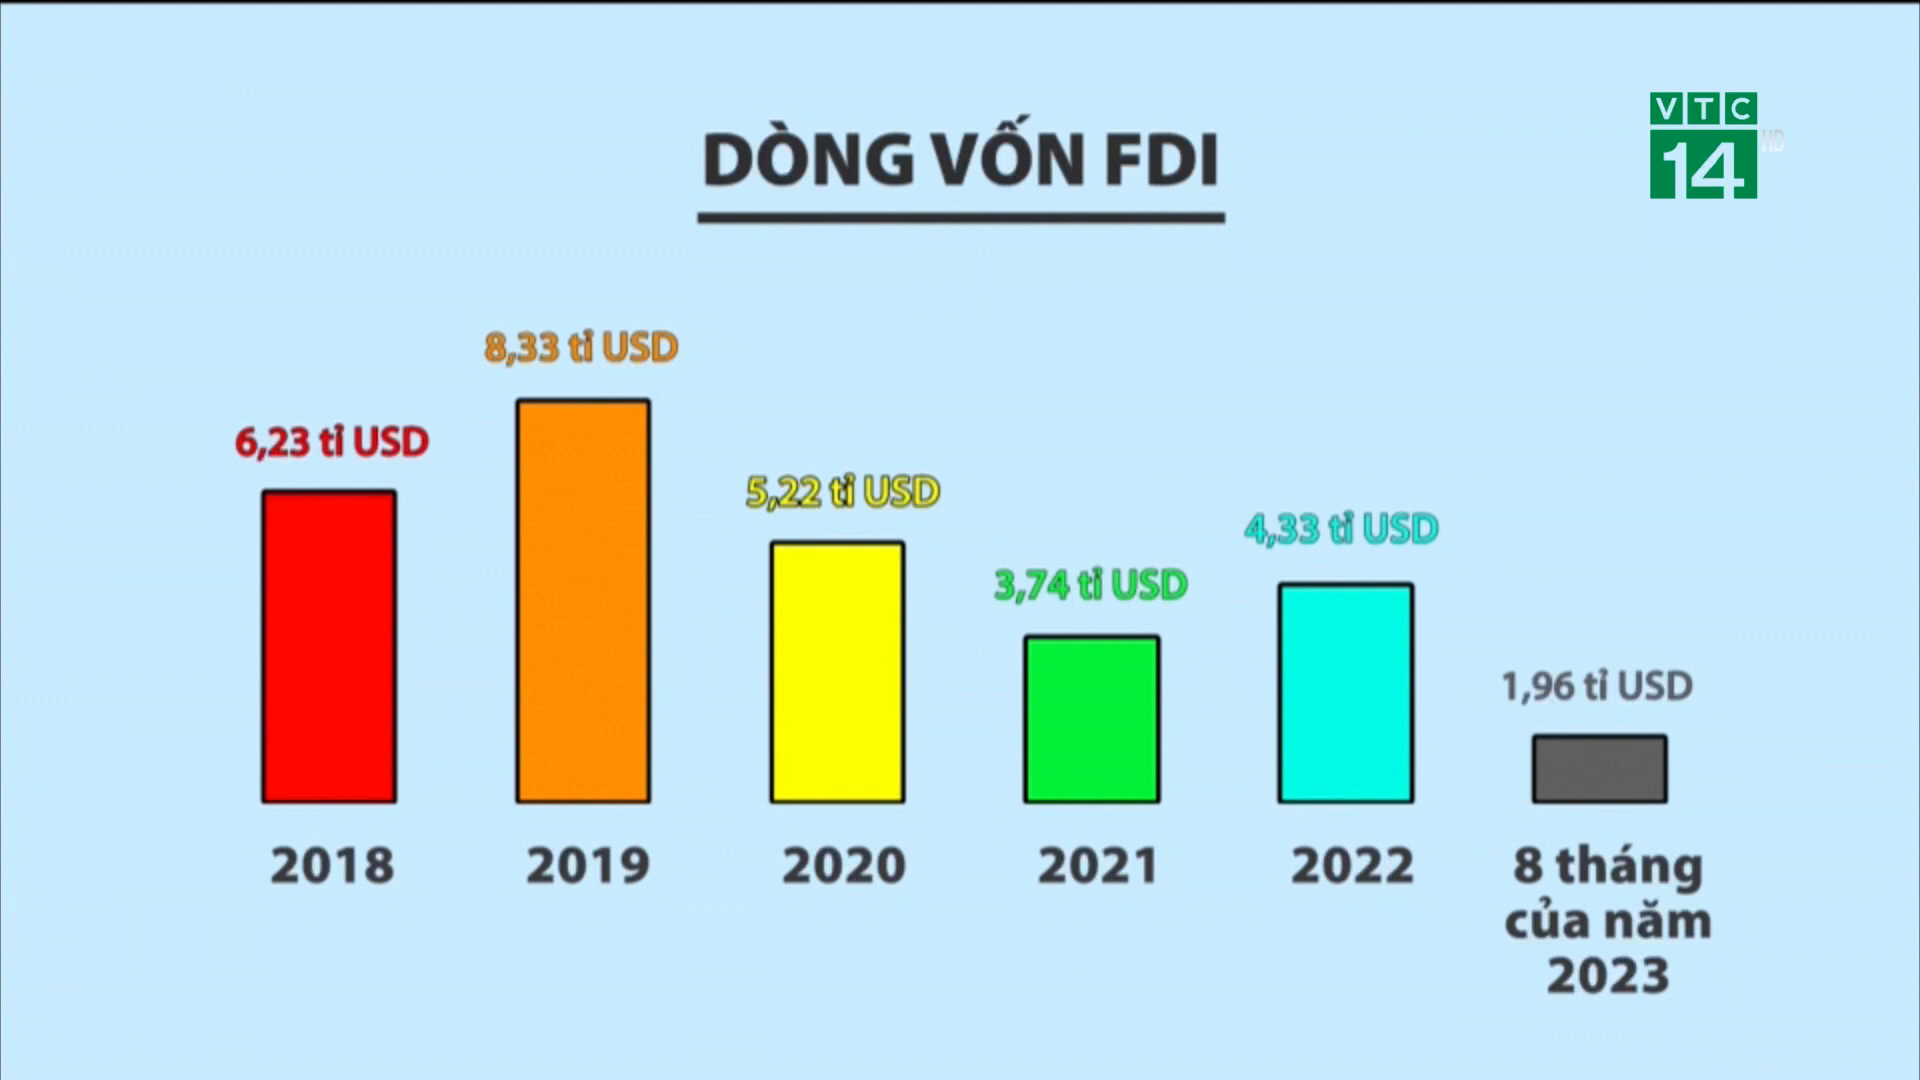 VTC
14 HD
DÒNG VỐN FDI
8,33 tỉ USD
6,23 tỉ USD
5,22 tỉ USD
4,33 tỉ USD
3,74 tỉ USD
1,96 tỉ USD
2018
2019
2020
2021
2022
8 tháng
của năm
2023